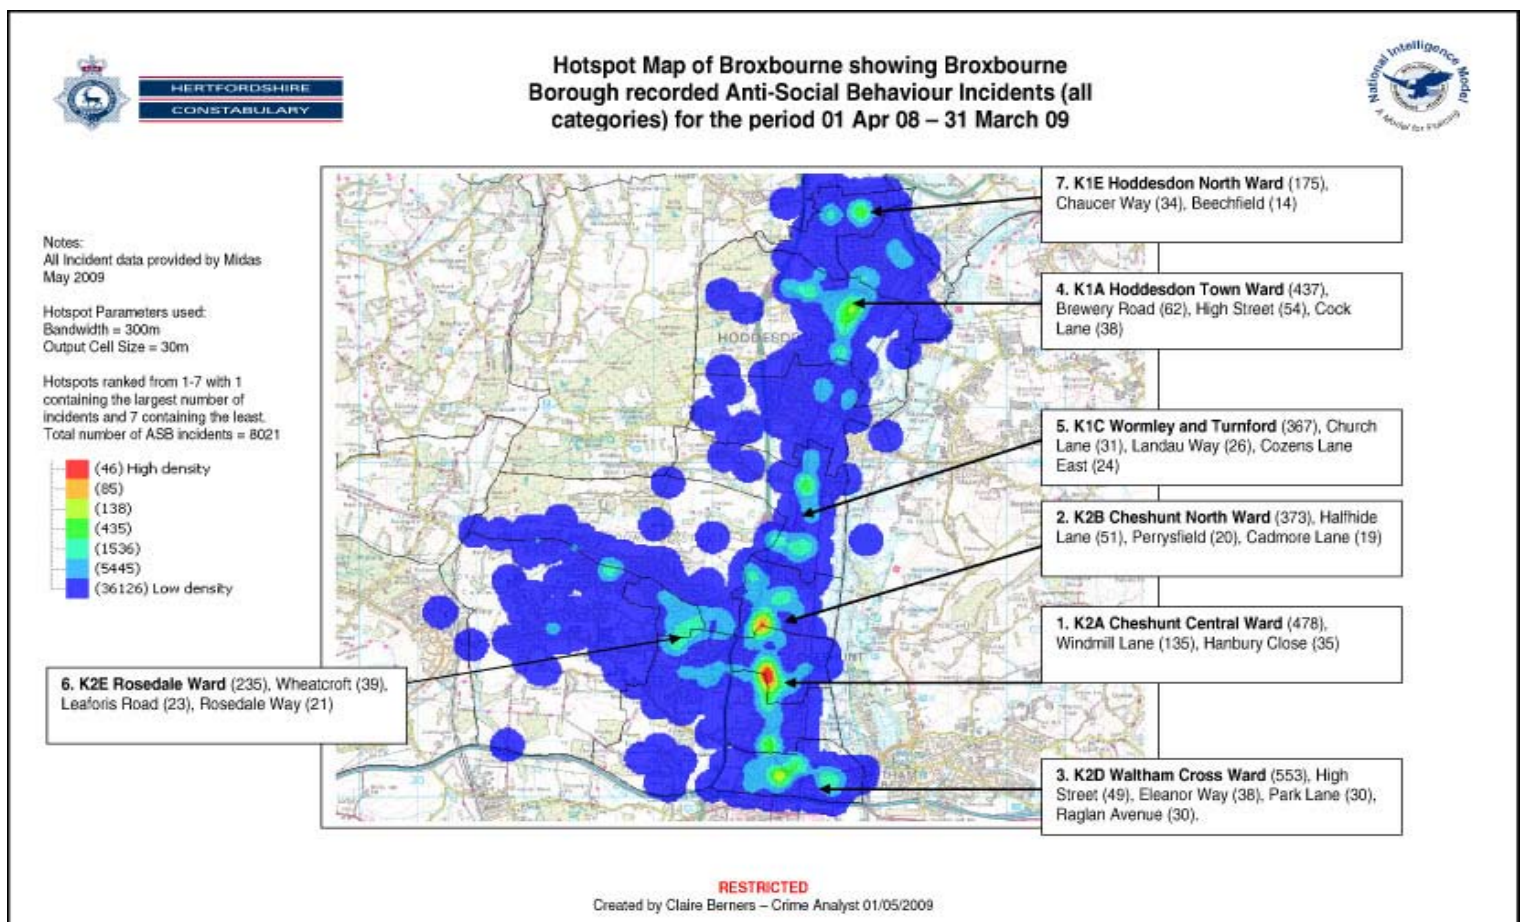 Hotspot Map of Broxbourne showing Broxbourne
Borough recorded Anti-Social Behaviour Incidents (all
categories) for the period 01 Apr 08 – 31 March 09
HERTFORDSHIRE
CONSTABULARY
National Intelligence Model
A Model for Policing
Notes:
All Incident data provided by Midas
May 2009
Hotspot Parameters used:
Bandwidth = 300m
Output Cell Size = 30m
Hotspots ranked from 1-7 with 1
containing the largest number of
incidents and 7 containing the least.
Total number of ASB incidents = 8021
(46) High density
(85)
(138)
(435)
(1536)
(5445)
(36126) Low density
7. K1E Hoddesdon North Ward (175),
Chaucer Way (34), Beechfield (14)
4. K1A Hoddesdon Town Ward (437),
Brewery Road (62), High Street (54), Cock
Lane (38)
5. K1C Wormley and Turnford (367), Church
Lane (31), Landau Way (26), Cozens Lane
East (24)
2. K2B Cheshunt North Ward (373), Halfhide
Lane (51), Perrysfield (20), Cadmore Lane (19)
1. K2A Cheshunt Central Ward (478),
Windmill Lane (135), Hanbury Close (35)
6. K2E Rosedale Ward (235), Wheatcroft (39),
Leaforis Road (23), Rosedale Way (21)
3. K2D Waltham Cross Ward (553), High
Street (49), Eleanor Way (38), Park Lane (30),
Raglan Avenue (30).
RESTRICTED
Created by Claire Berners – Crime Analyst 01/05/2009